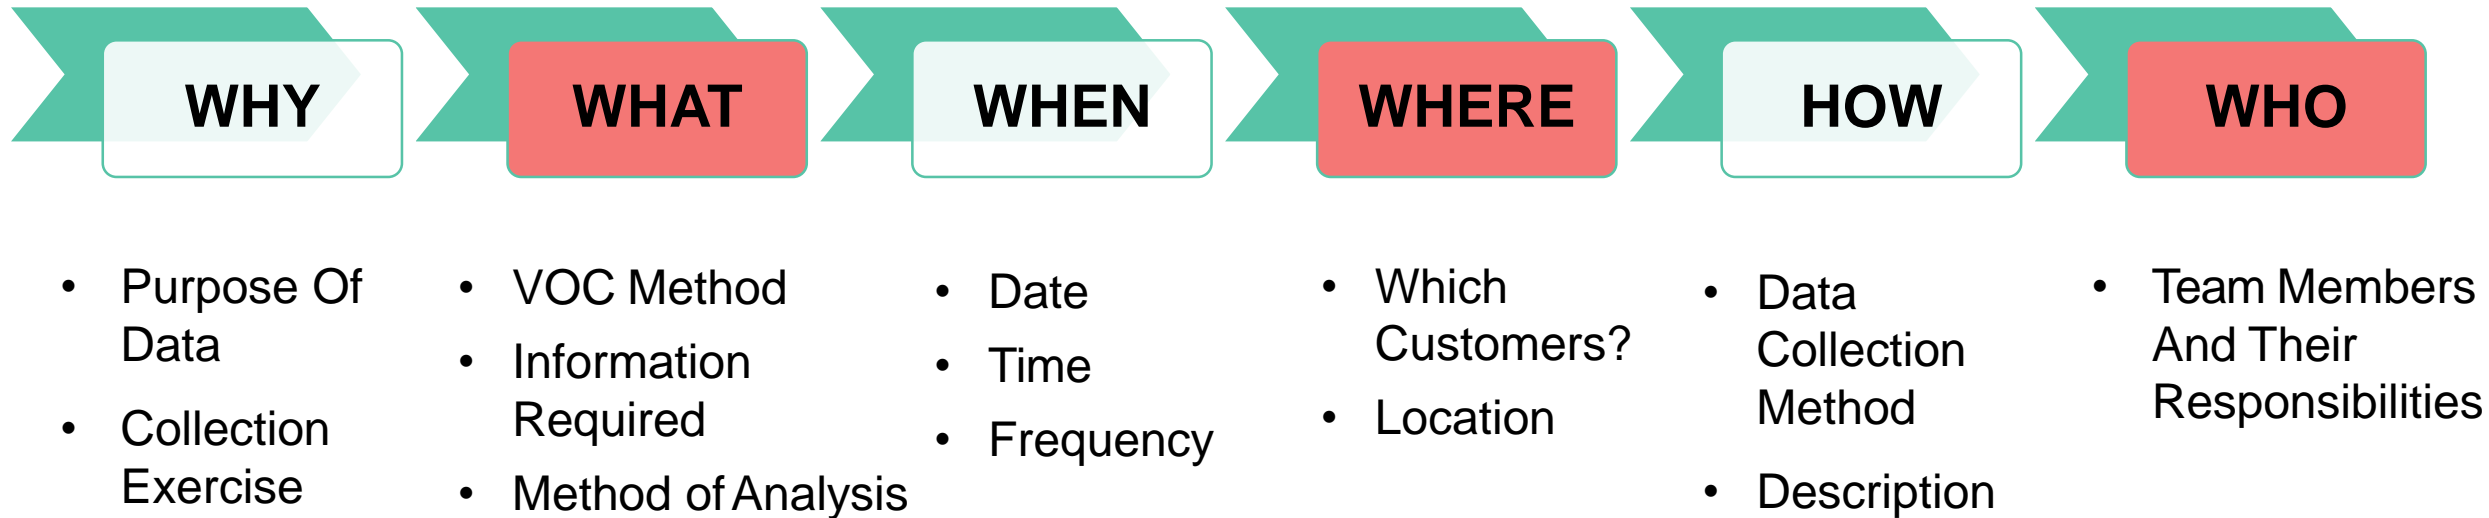 WHY
WHAT
WHEN
WHERE
HOW
WHO
• Purpose Of
Data
• Collection
Exercise
• VOC Method
• Information
Required
• Method of Analysis
• Date
• Time
• Frequency
• Which
Customers?
• Location
• Data
Collection
Method
• Description
• Team Members
And Their
Responsibilities